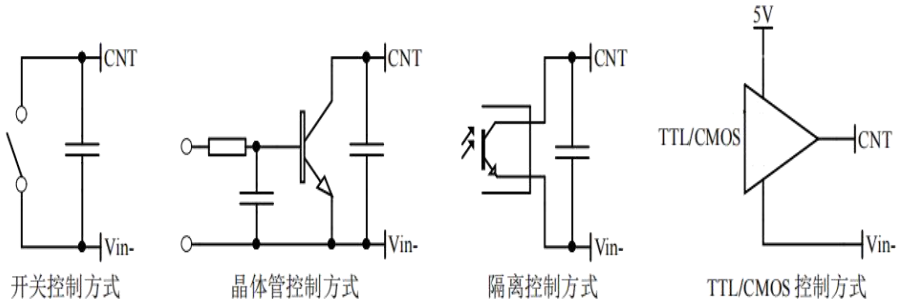 5V
CNT
CNT
CNT
TTL/CMOS
CNT
Vin-
Vin-
Vin-
Vin-
开关控制方式
晶体管控制方式
隔离控制方式
TTL/CMOS 控制方式